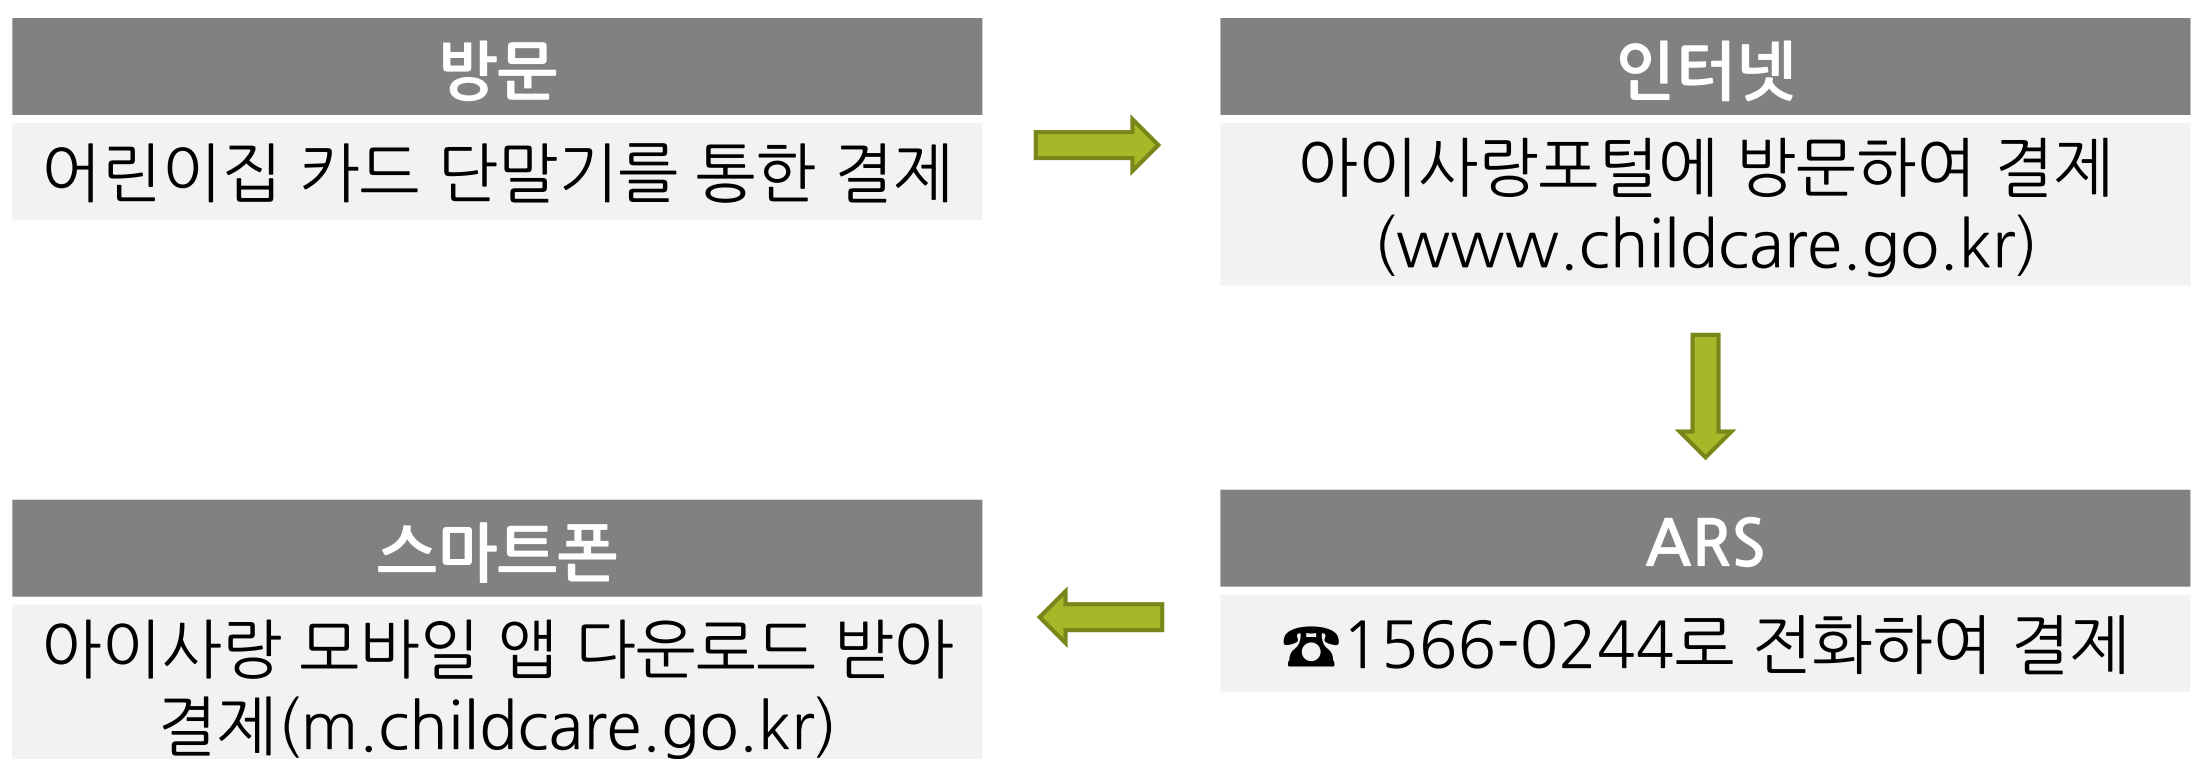 방문
어린이집 카드 단말기를 통한 결제
인터넷
아이사랑포털에 방문하여 결제
(www.childcare.go.kr)
ARS
☎1566-0244로 전화하여 결제
스마트폰
아이사랑 모바일 앱 다운로드 받아
결제(m.childcare.go.kr)